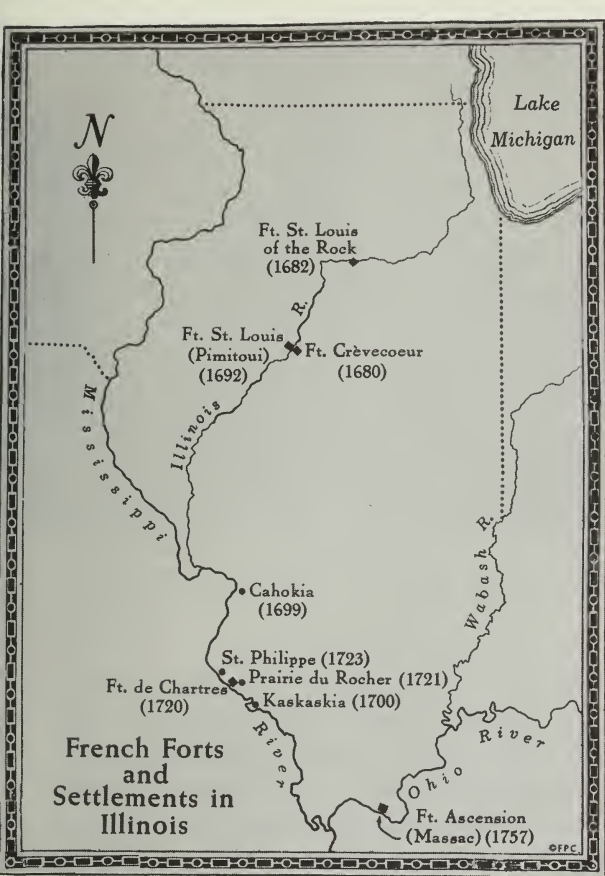 N
Lake
Michigan
Ft. St. Louis
of the Rock
(1682)
R.
Ft. St. Louis
(Pimitoui)
(1692)
Ft. Crèvecoeur
(1680)
Illinois
Mississippi
Wabash R.
Cahokia
(1699)
St. Philippe (1723)
Prairie du Rocher (1721)
Ft. de Chartres
(1720)
Kaskaskia (1700)
River
Ohio River
French Forts
and
Settlements in
Illinois
Ft. Ascension
(Massac) (1757)
©FPC